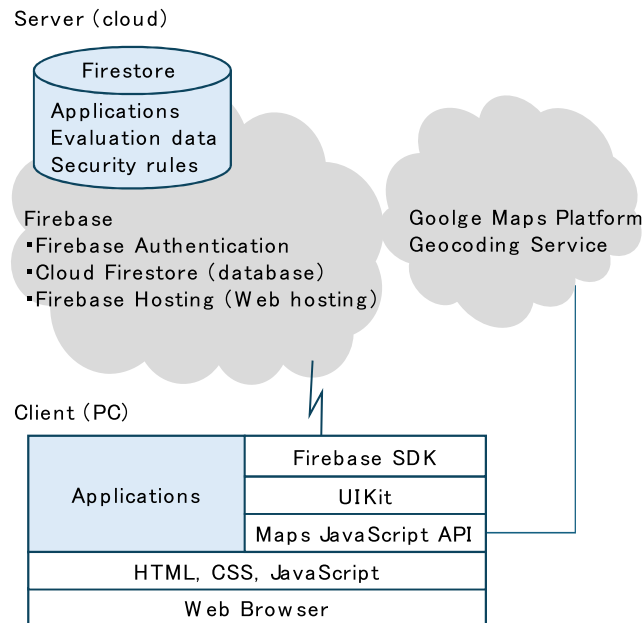 Server (cloud)
Firestore
Applications
Evaluation data
Security rules
Firebase
▪Firebase Authentication
▪Cloud Firestore (database)
▪Firebase Hosting (Web hosting)
Goolge Maps Platform
Geocoding Service
Client (PC)
Applications
Firebase SDK
UIKit
Maps JavaScript API
HTML, CSS, JavaScript
Web Browser